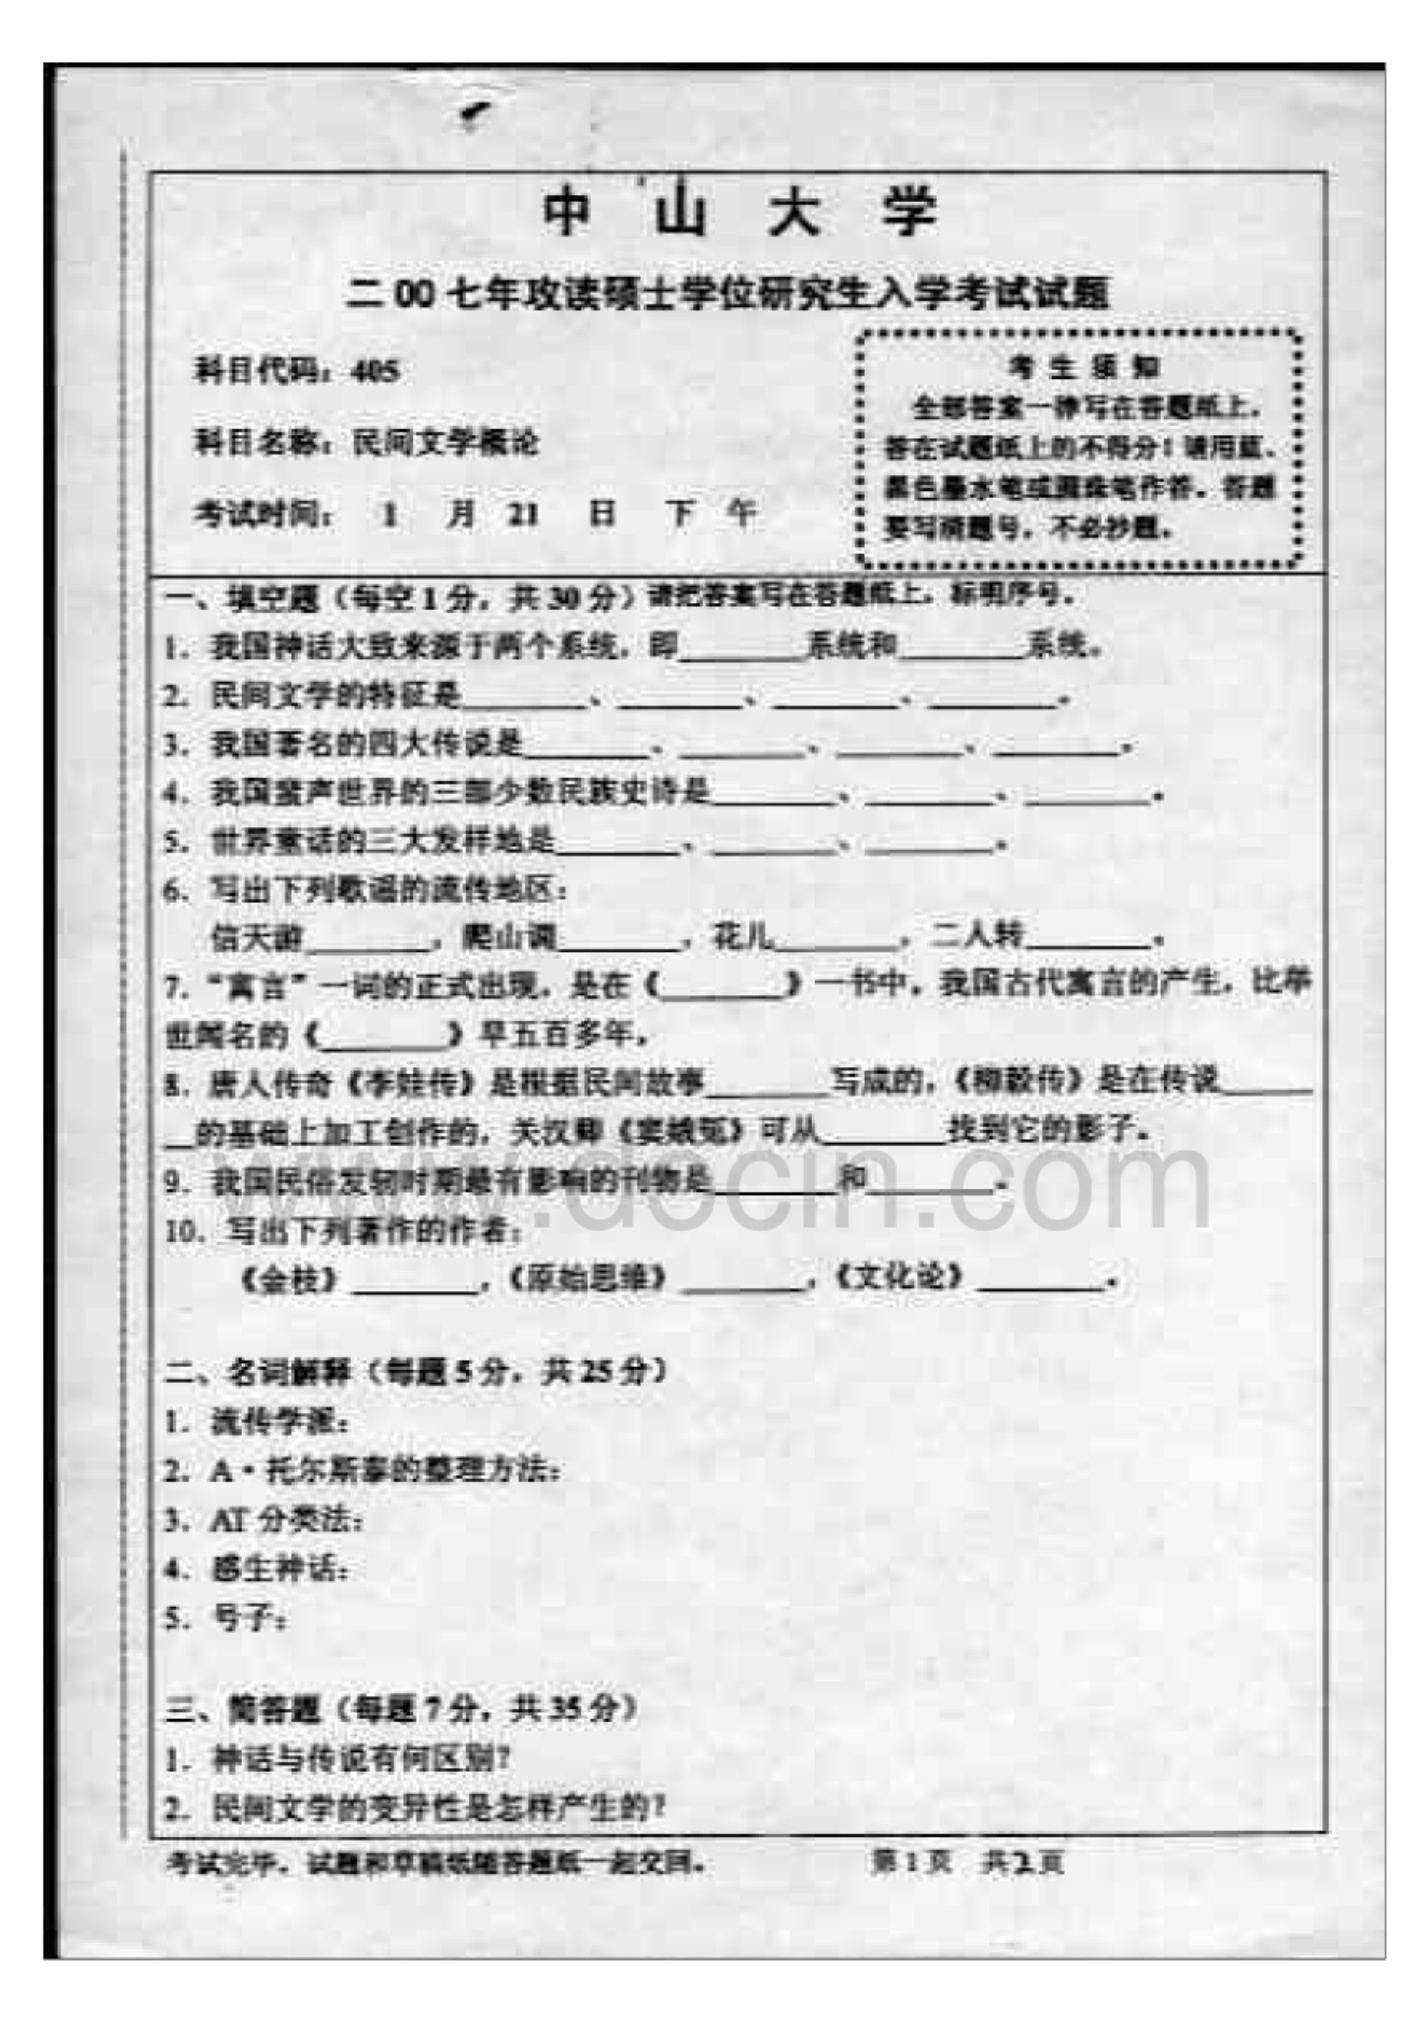 中山大学
二00七年攻读硕士学位研究生入学考试试题
科目代码：405
科目名称：民间文学概论
考试时间： 1 月 21 日 下 午
考生须知
全部答案一律写在答题纸上，
答在试题纸上的不得分！请用蓝、
黑色墨水笔或圆珠笔作答。答题
要写清题号，不必抄题。
一、填空题（每空1分，共30分）请把答案写在答题纸上，标明序号。
1．我国神话大致来源于两个系统，即________系统和________系统。
2．民间文学的特征是________、________、________、________。
3．我国著名的四大传说是________、________、________、________。
4．我国蜚声世界的三部少数民族史诗是________、________、________。
5．世界童话的三大发祥地是________、________、________。
6．写出下列歌谣的流传地区：
信天游________，爬山调________，花儿________，二人转________。
7．“寓言”一词的正式出现，是在《________》一书中，我国古代寓言的产生，比举
世闻名的《________》早五百多年。
8．唐人传奇《李娃传》是根据民间故事________写成的，《柳毅传》是在传说______
__的基础上加工创作的，关汉卿《窦娥冤》可从________找到它的影子。
9．我国民俗发轫时期最有影响的刊物是________和________。
10．写出下列著作的作者：
《金枝》________，《原始思维》________，《文化论》________。
二、名词解释（每题5分，共25分）
1．流传学派：
2．A·托尔斯泰的整理方法：
3．AT分类法：
4．感生神话：
5．号子：
三、简答题（每题7分，共35分）
1．神话与传说有何区别？
2．民间文学的变异性是怎样产生的？
考试完毕，试题和草稿纸随答题纸一起交回。 第1页 共2页
www.docin.com